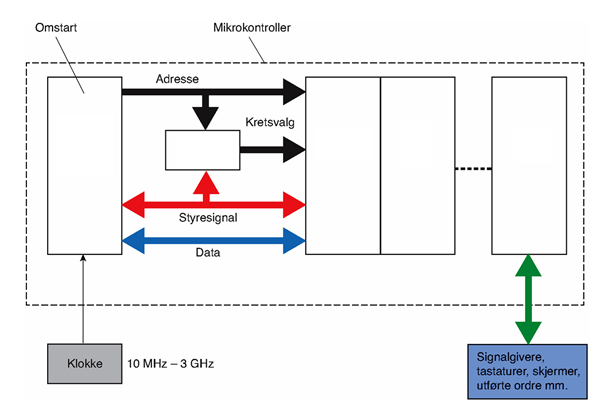 Omstart
Mikrokontroller
Adresse
Kretsvalg
Styresignal
Data
Klokke
10 MHz – 3 GHz
Signalgivere,
tastaturer, skjermer,
utførte ordre mm.